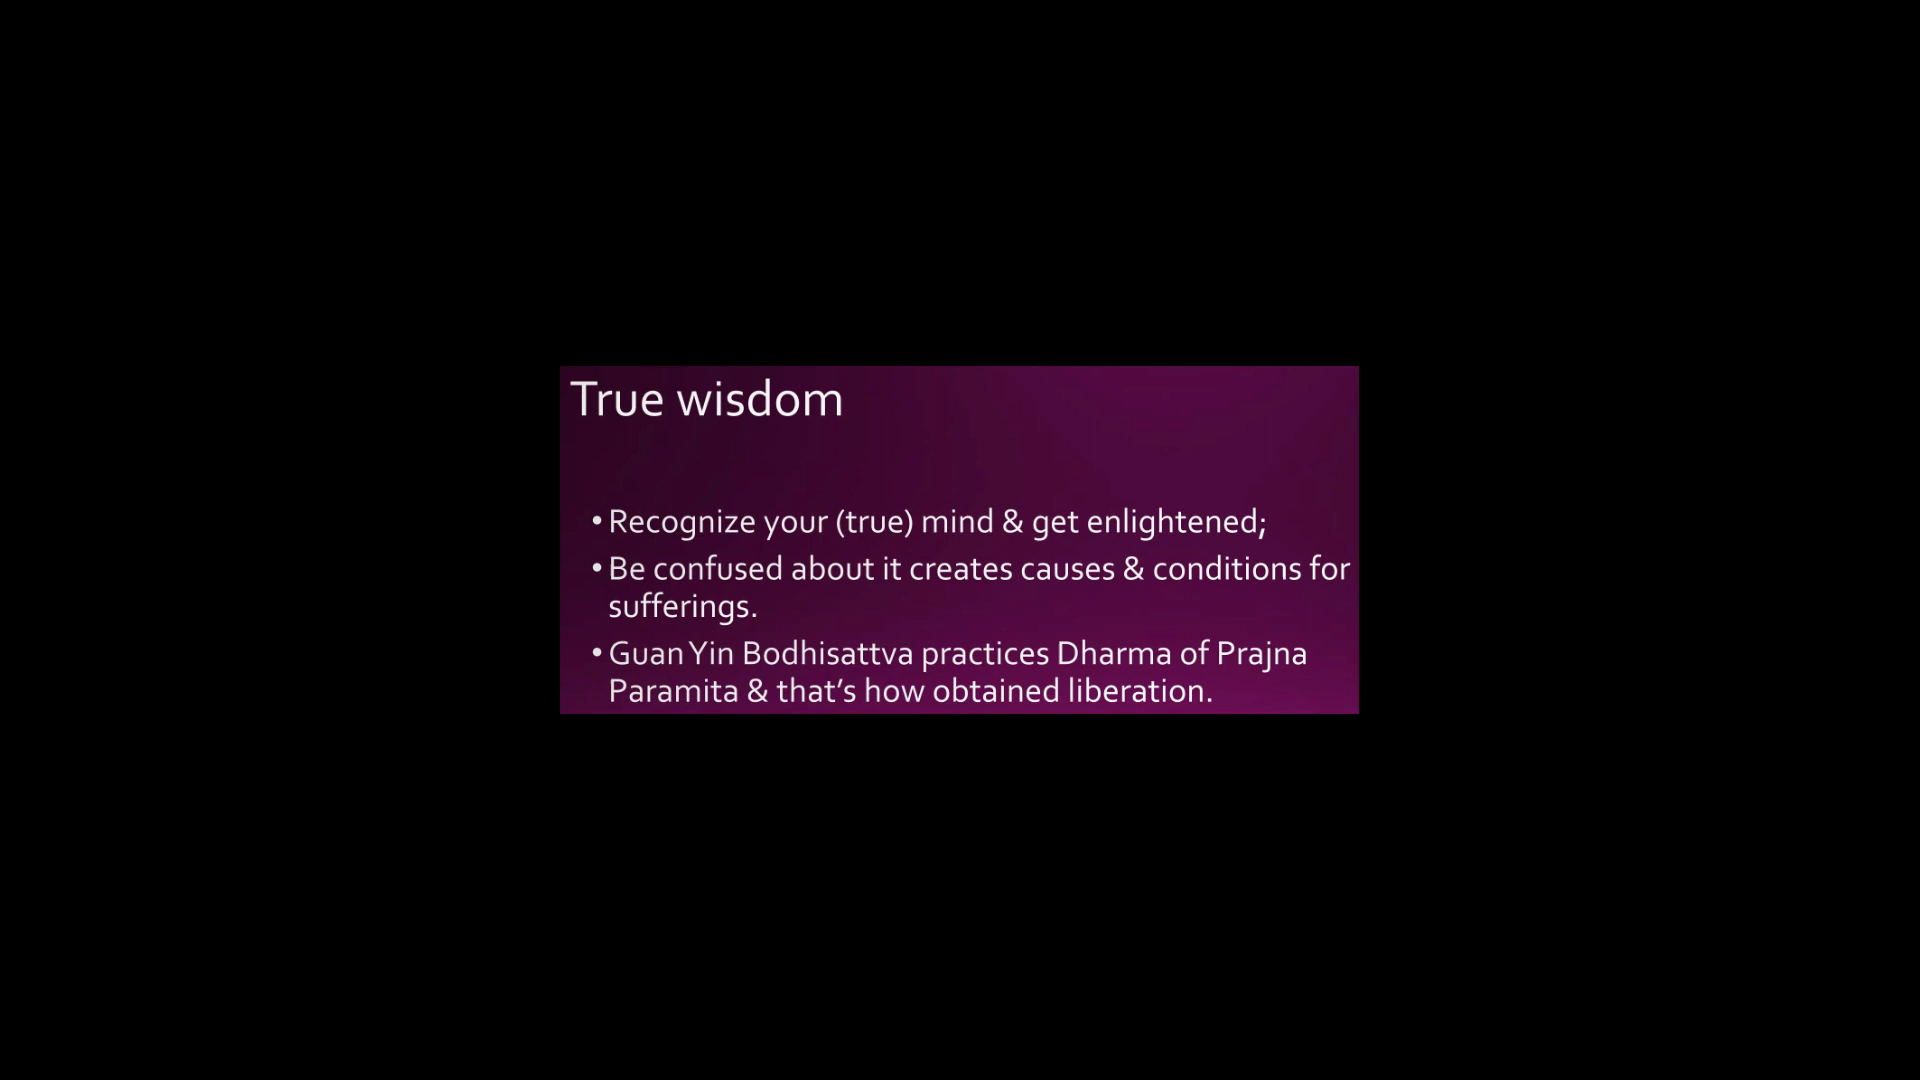 True wisdom
• Recognize your (true) mind & get enlightened;
• Be confused about it creates causes & conditions for
sufferings.
• Guan Yin Bodhisattva practices Dharma of Prajna
Paramita & that’s how obtained liberation.